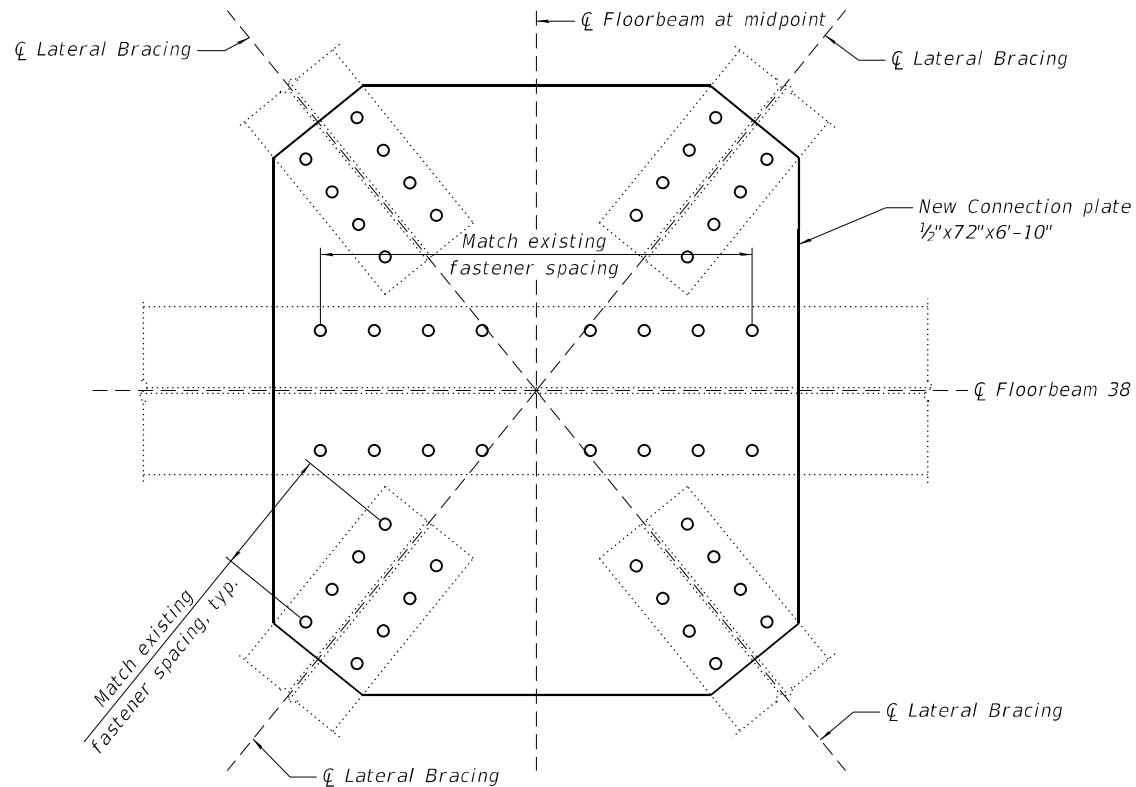 ℄ Floorbeam at midpoint
℄ Lateral Bracing
℄ Lateral Bracing
New Connection plate
½"x72"x6'-10"
Match existing
fastener spacing
℄ Floorbeam 38
Match existing
fastener spacing, typ.
℄ Lateral Bracing
℄ Lateral Bracing